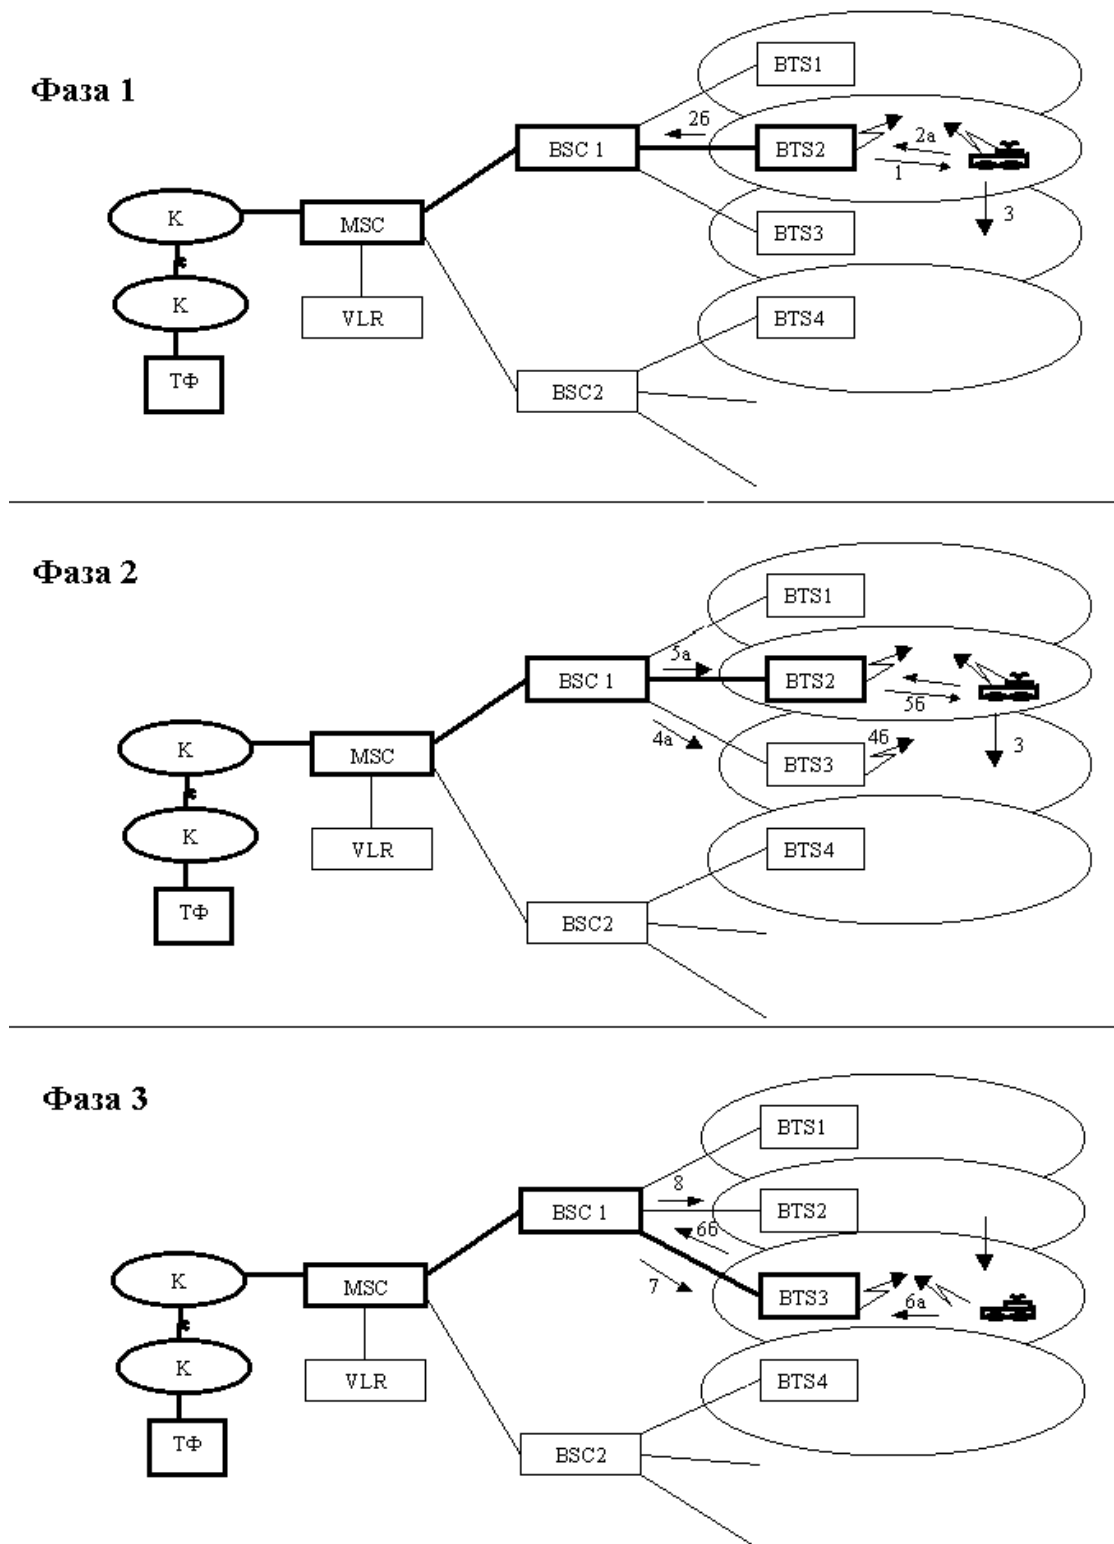 Фаза 1
BTS1
2б
BSC 1
BTS2
2а
1
К
MSC
BTS3
3
К
VLR
BTS4
ТФ
BSC2
Фаза 2
BTS1
5а
BSC 1
BTS2
5б
4а
4б
К
MSC
BTS3
3
К
VLR
BTS4
ТФ
BSC2
Фаза 3
BTS1
8
BSC 1
BTS2
6б
К
MSC
7
BTS3
6а
К
VLR
BTS4
ТФ
BSC2